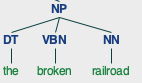 NP
DT VBN NN
the broken railroad